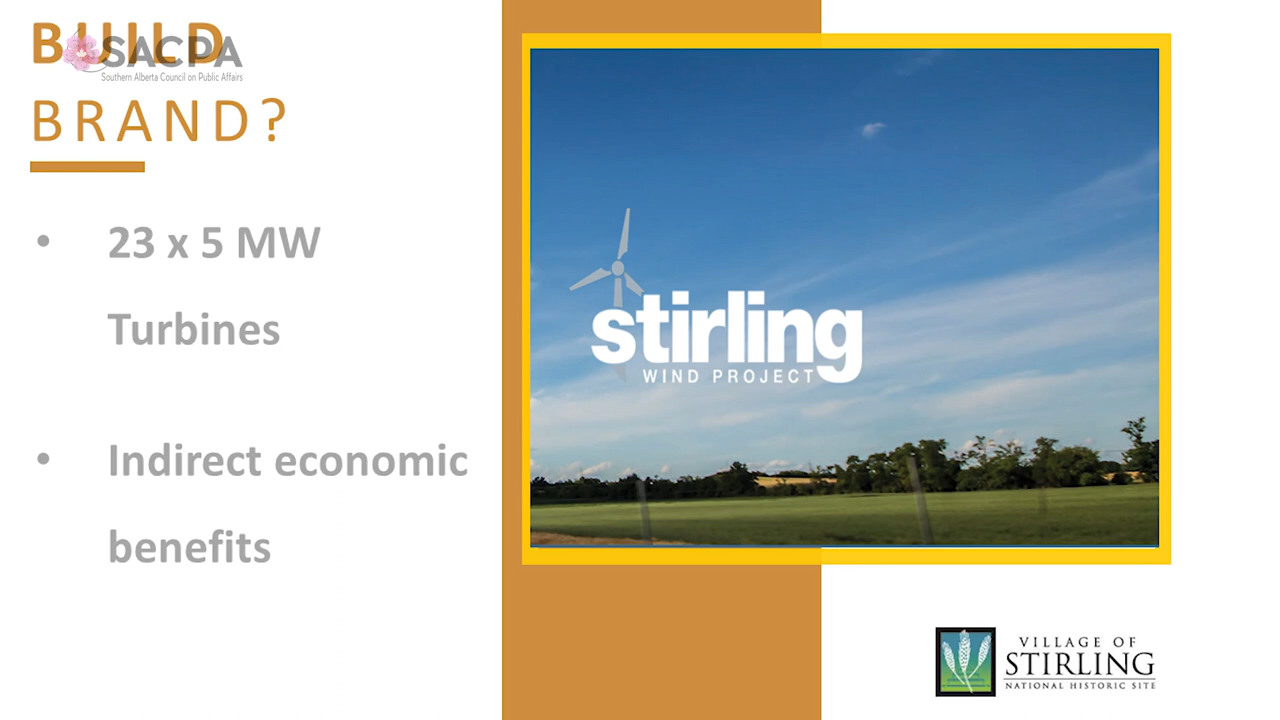 BUILD
SACPA
Southern Alberta Council on Public Affairs
BRAND?
• 23 x 5 MW
Turbines
• Indirect economic
benefits
stirling
WIND PROJECT
VILLAGE OF
STIRLING
NATIONAL HISTORIC SITE